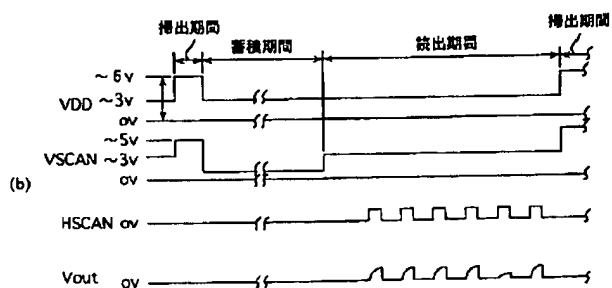 掃出期間
蓄積期間
読出期間
掃出期間
~6v
VDD ~3v
ov
~5v
VSCAN ~3v
ov
(b)
HSCAN ov
Vout ov